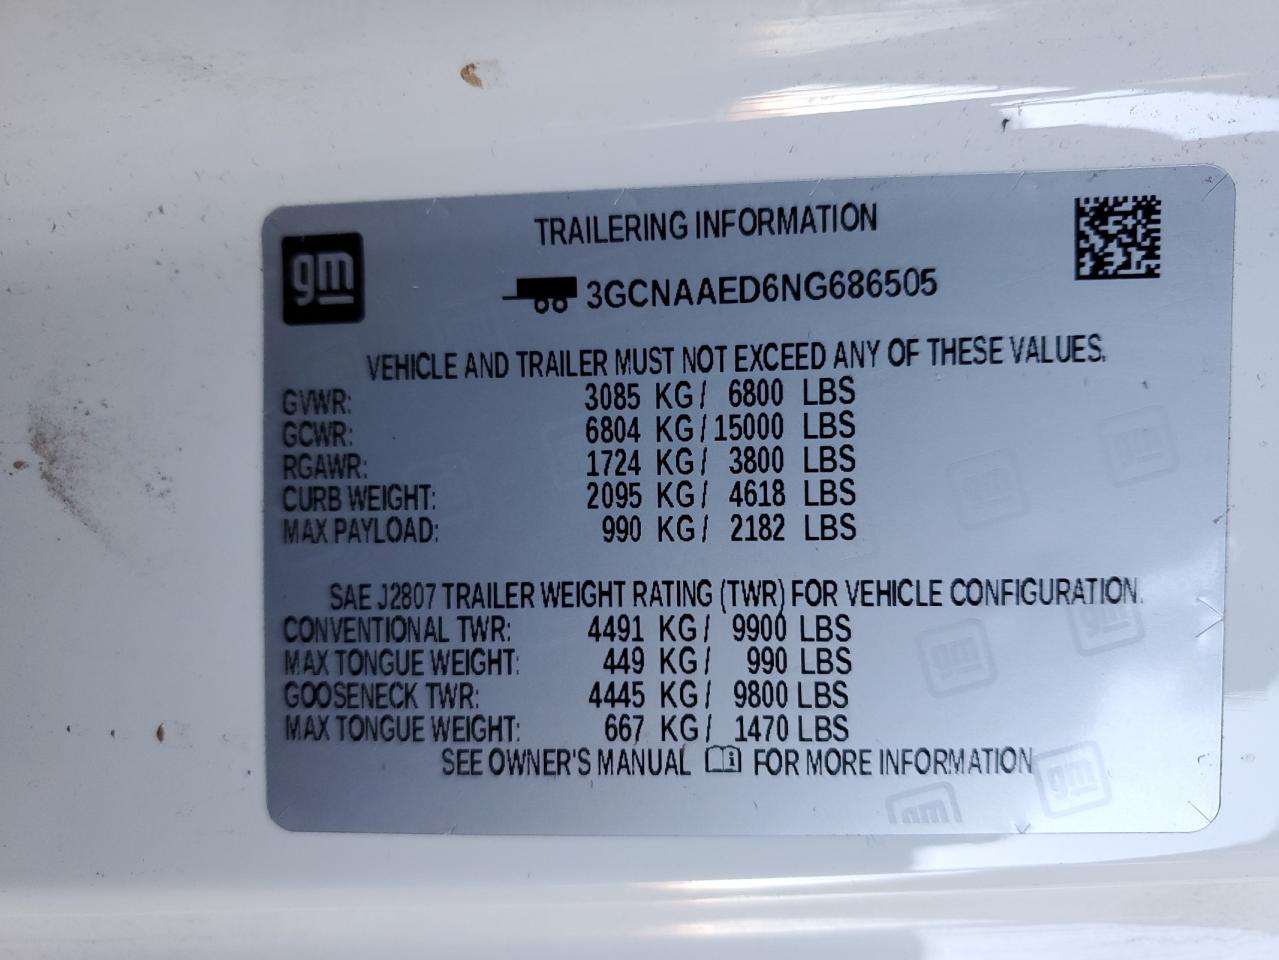 gm
TRAILERING INFORMATION
3GCNAAED6NG686505
VEHICLE AND TRAILER MUST NOT EXCEED ANY OF THESE VALUES.
GVWR: 3085 KG/ 6800 LBS
GCWR: 6804 KG/15000 LBS
RGAWR: 1724 KG/ 3800 LBS
CURB WEIGHT: 2095 KG/ 4618 LBS
MAX PAYLOAD: 990 KG/ 2182 LBS
SAE J2807 TRAILER WEIGHT RATING (TWR) FOR VEHICLE CONFIGURATION.
CONVENTIONAL TWR: 4491 KG/ 9900 LBS
MAX TONGUE WEIGHT: 449 KG/ 990 LBS
GOOSENECK TWR: 4445 KG/ 9800 LBS
MAX TONGUE WEIGHT: 667 KG/ 1470 LBS
SEE OWNER'S MANUAL FOR MORE INFORMATION